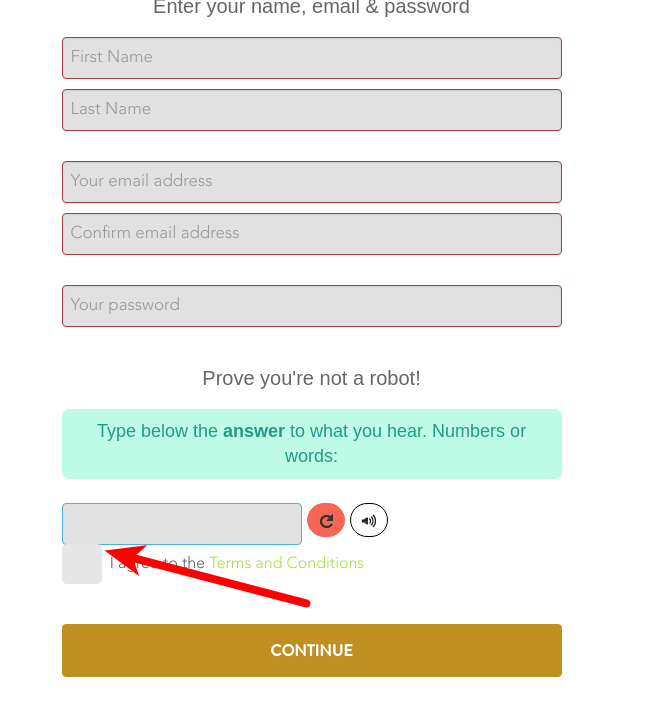 Enter your name, email & password
First Name
Last Name
Your email address
Confirm email address
Your password
Prove you're not a robot!
Type below the answer to what you hear. Numbers or
words:
I agree to the Terms and Conditions
CONTINUE